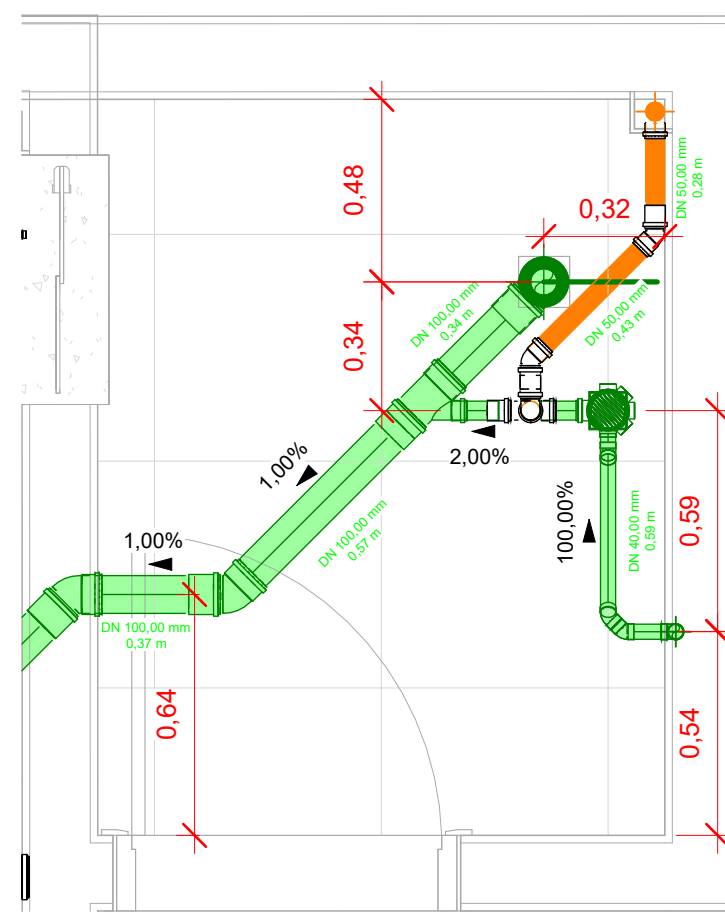 DN 50,00 mm
0,28 m
0,48
0,32
DN 100,00 mm
0,34 m
DN 50,00 mm
0,43 m
0,34
2,00%
1,00%
DN 100,00 mm
0,57 m
100,00%
DN 40,00 mm
0,59 m
0,59
1,00%
DN 100,00 mm
0,37 m
0,64
0,54